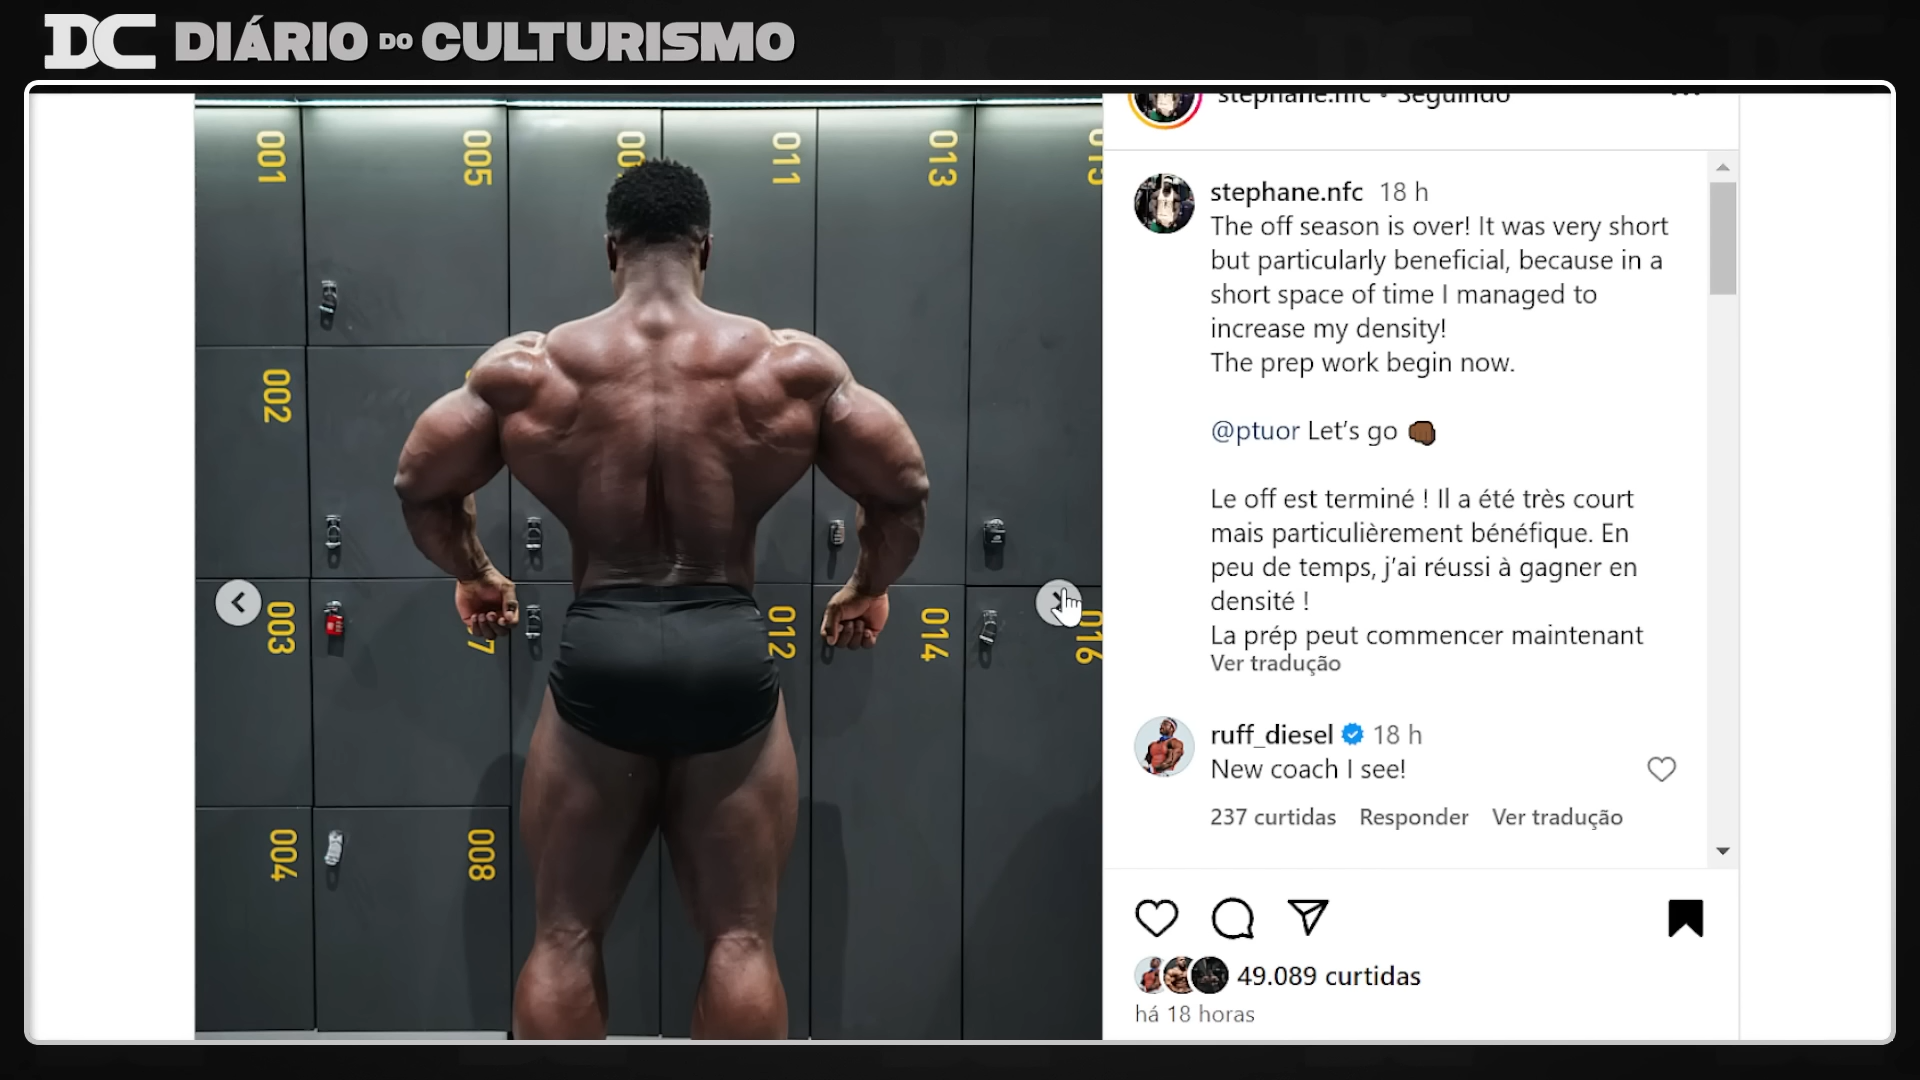 DC DIÁRIO DO CULTURISMO
stephane.nfc • Seguindo
001
005
011
013
002
003
012
014
016
004
008
stephane.nfc 18 h
The off season is over! It was very short
but particularly beneficial, because in a
short space of time I managed to
increase my density!
The prep work begin now.
@ptuor Let's go
Le off est terminé ! Il a été très court
mais particulièrement bénéfique. En
peu de temps, j'ai réussi à gagner en
densité !
La prép peut commencer maintenant
Ver tradução
ruff_diesel 18 h
New coach I see!
237 curtidas Responder Ver tradução
49.089 curtidas
há 18 horas